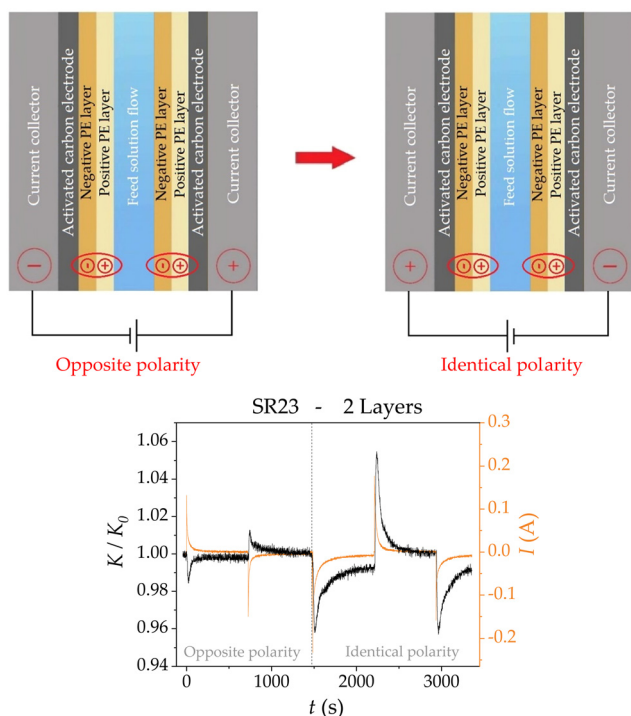 Current collector
Activated carbon electrode
Negative PE layer
Positive PE layer
Feed solution flow
Negative PE layer
Positive PE layer
Activated carbon electrode
Current collector
− - + - + +
Opposite polarity
Current collector
Activated carbon electrode
Negative PE layer
Positive PE layer
Feed solution flow
Negative PE layer
Positive PE layer
Activated carbon electrode
Current collector
+ - + - + −
Identical polarity
SR23 - 2 Layers
K / K0
1.06
1.04
1.02
1.00
0.98
0.96
0.94
0.3
0.2
0.1
0.0
-0.1
-0.2
I (A)
Opposite polarity
Identical polarity
0 1000 2000 3000
t (s)